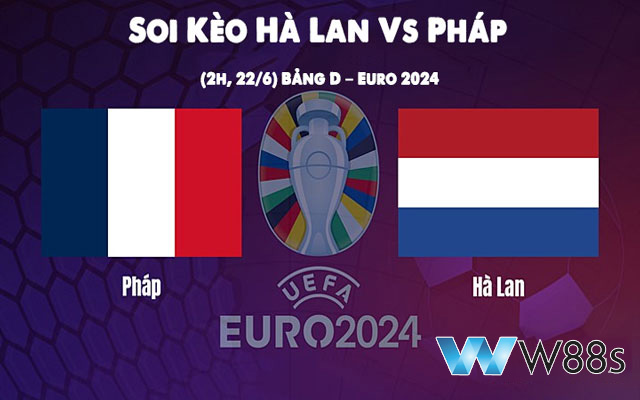 Soi Kèo Hà Lan Vs Pháp
(2H, 22/6) BẢNG D – EURO 2024
Pháp
Hà Lan
UEFA
EURO2024
W88s